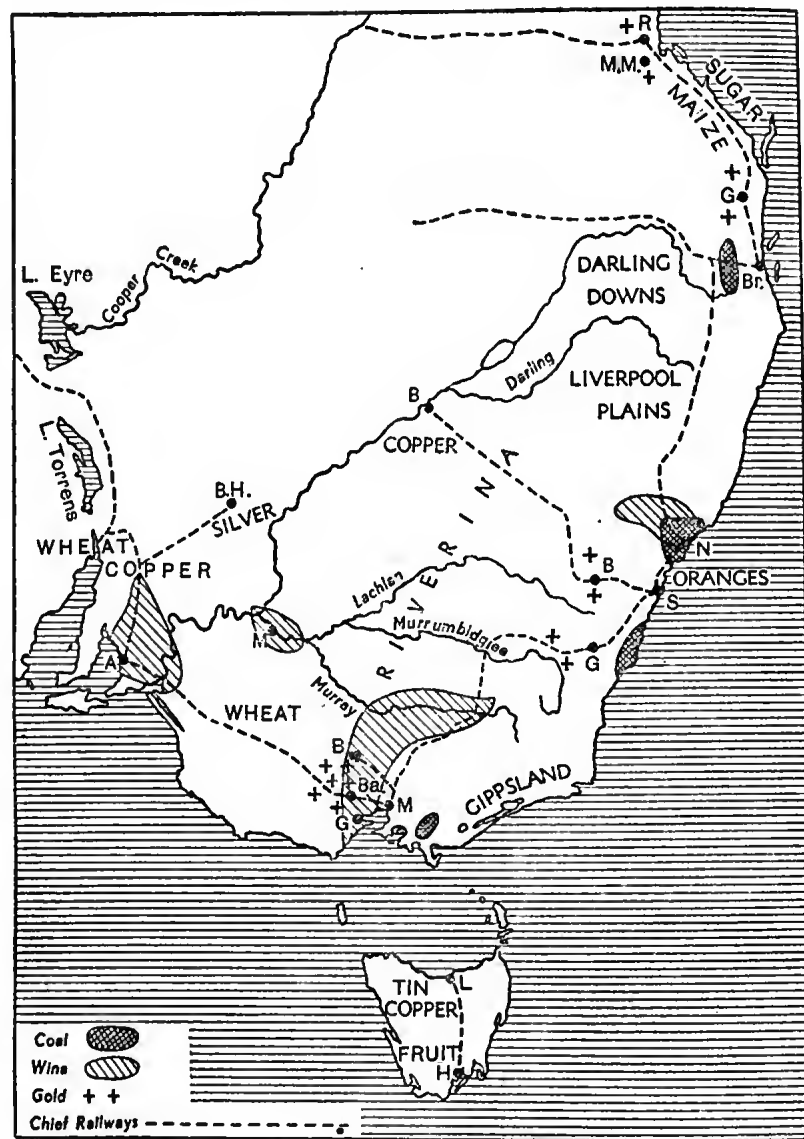 R
M.M.
SUGAR
MAIZE
G
Br.
DARLING
DOWNS
L. Eyre
Cooper Creek
Darling
LIVERPOOL
PLAINS
B
COPPER
L. Torrens
B.H.
SILVER
WHEAT
COPPER
RIVERINA
N
B
ORANGES
S
Lachlan
Murrumbidgee
G
M
A
Murray
WHEAT
B
Bal.
M
G
GIPPSLAND
L
TIN
COPPER
FRUIT
H
Coal
Wine
Gold + +
Chief Railways